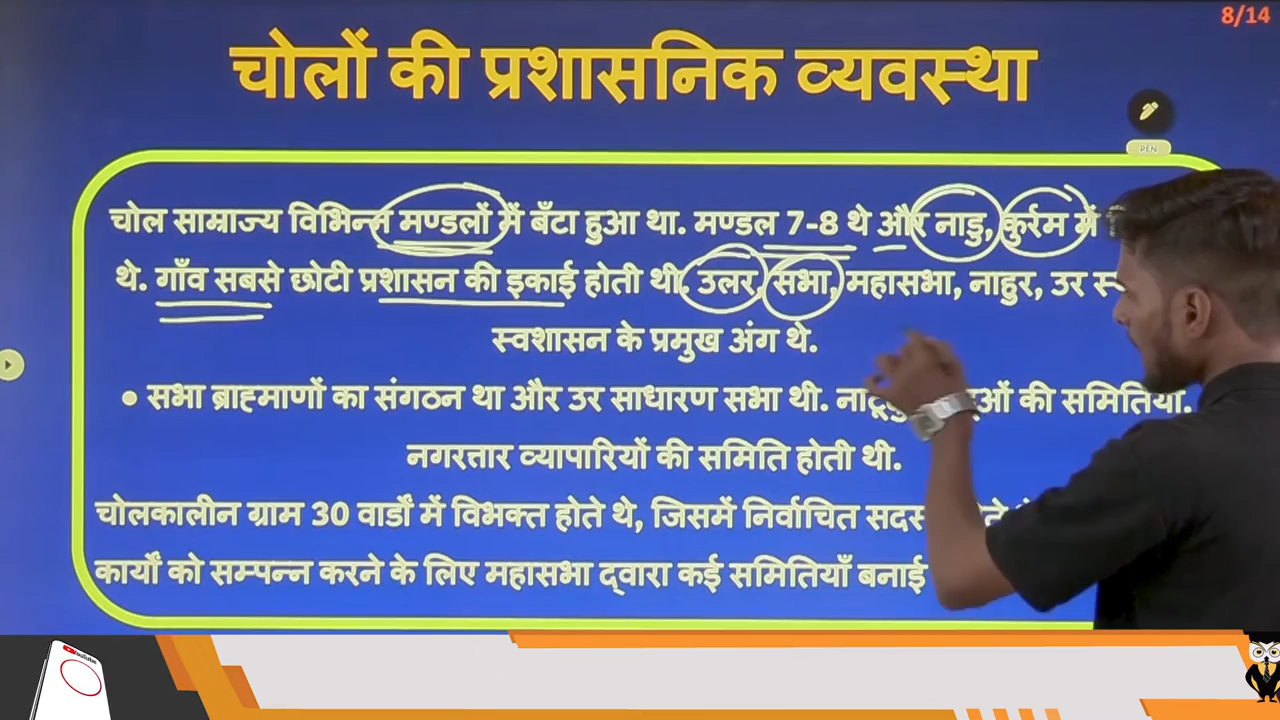 8/14
चोलों की प्रशासनिक व्यवस्था
PEN
चोल साम्राज्य विभिन्न मण्डलों में बँटा हुआ था. मण्डल 7-8 थे और नाडु, कुर्रम में
थे. गाँव सबसे छोटी प्रशासन की इकाई होती थी. उलर, सभा, महासभा, नाहुर, उर
स्वशासन के प्रमुख अंग थे.
• सभा ब्राह्माणों का संगठन था और उर साधारण सभा थी. की समितिया.
नगरत्तार व्यापारियों की समिति होती थी.
चोलकालीन ग्राम 30 वार्डों में विभक्त होते थे, जिसमें निर्वाचित
कार्यों को सम्पन्न करने के लिए महासभा द्वारा कई समितियाँ बनाई
YouTube